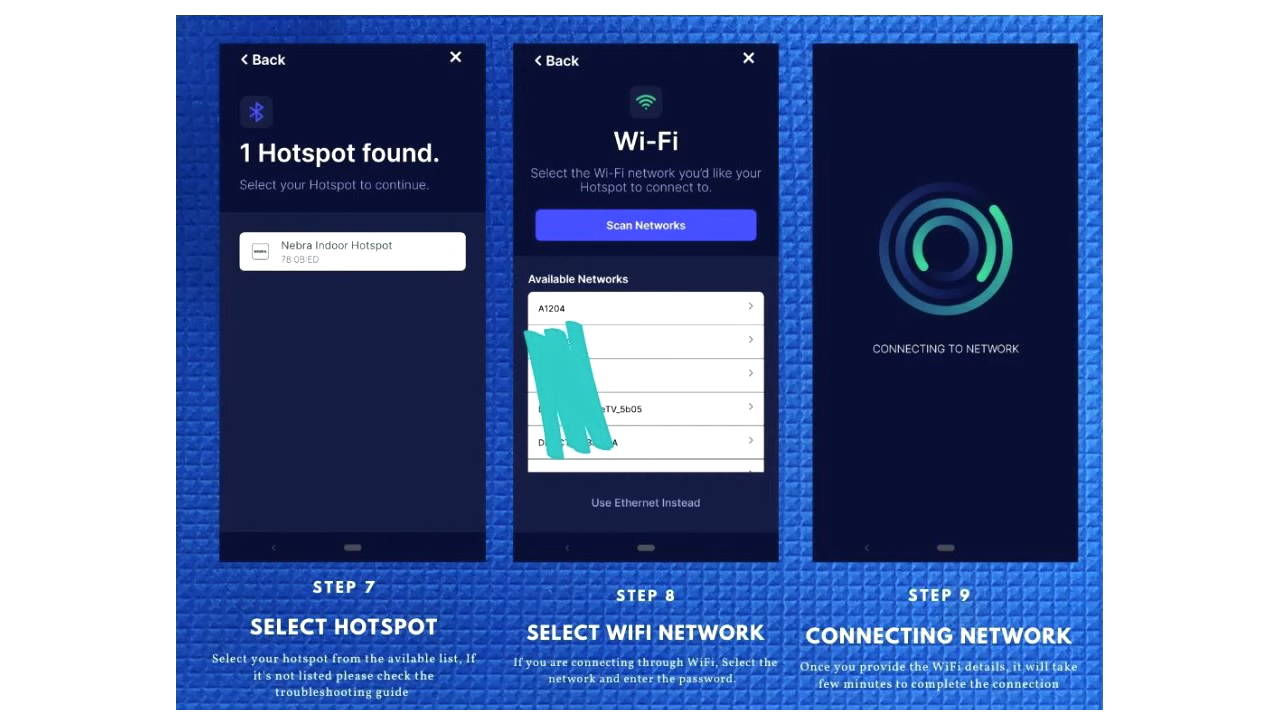 < Back
1 Hotspot found.
Select your Hotspot to continue.
Nebra Indoor Hotspot
STEP 7
SELECT HOTSPOT
Select your hotspot from the avilable list, If
it's not listed please check the
troubleshooting guide
< Back
Wi-Fi
Select the Wi-Fi network you'd like your
Hotspot to connect to.
Scan Networks
Available Networks
A1204
eTV_5b05
Use Ethernet Instead
STEP 8
SELECT WIFI NETWORK
If you are connecting through WiFi, Select the
network and enter the password.
CONNECTING TO NETWORK
STEP 9
CONNECTING NETWORK
Once you provide the WiFi details, it will take
few minutes to complete the connection